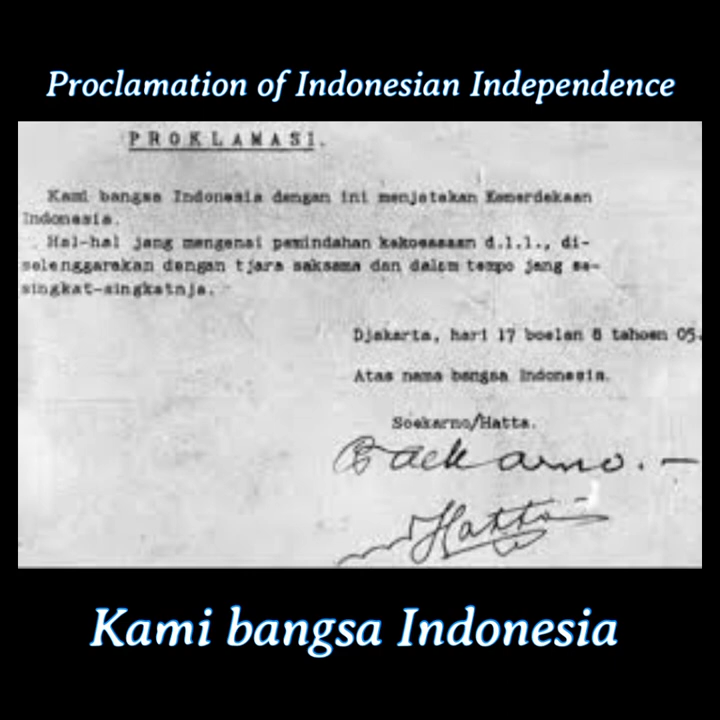 Proclamation of Indonesian Independence
P R O K L A M A S I.
Kami bangsa Indonesia dengan ini menjatakan Kemerdekaan
Indonesia.
Hal-hal jang mengenai pemindahan kekoeasaan d.l.l., di-
selenggarakan dengan tjara saksama dan dalam tempo jang se-
singkat-singkatnja.
Djakarta, hari 17 boelan 8 tahoen 05.
Atas nama bangsa Indonesia.
Soekarno/Hatta.
Soekarno.—
Hatta
Kami bangsa Indonesia